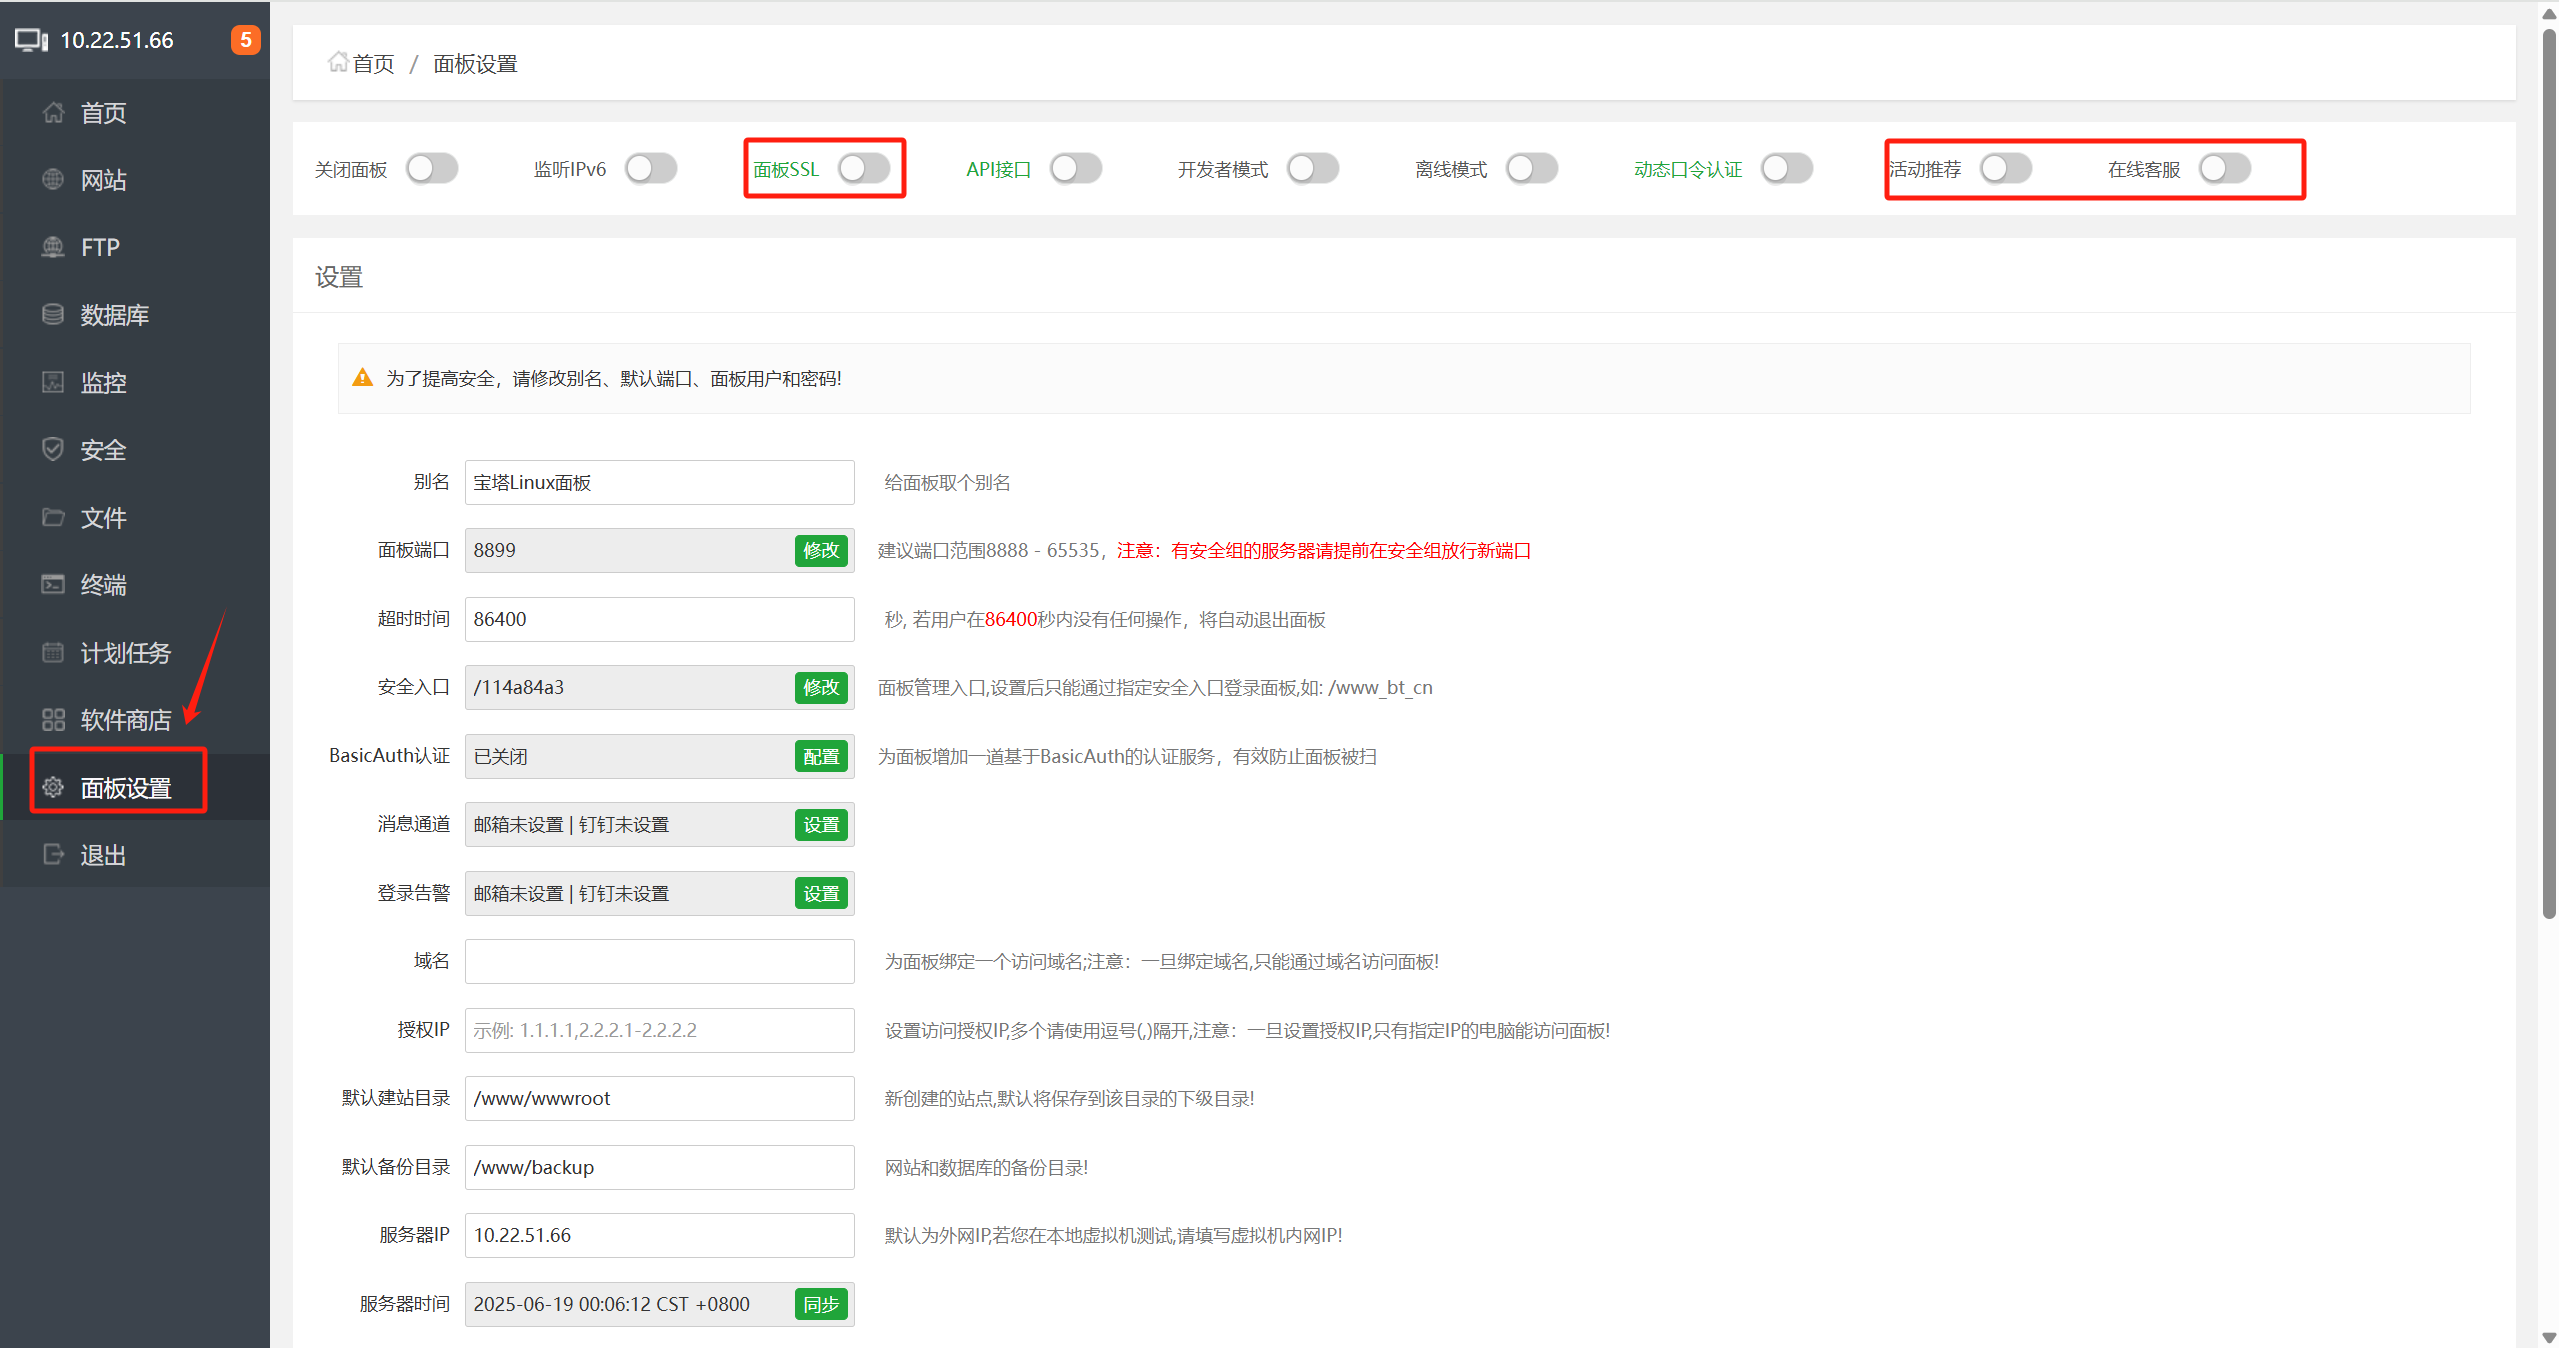 10.22.51.66 5
首页
网站
FTP
数据库
监控
安全
文件
终端
计划任务
软件商店
面板设置
退出
首页 / 面板设置
关闭面板 监听IPv6 面板SSL API接口 开发者模式 离线模式 动态口令认证 活动推荐 在线客服
设置
为了提高安全，请修改别名、默认端口、面板用户和密码!
别名 宝塔Linux面板 给面板取个别名
面板端口 8899 修改 建议端口范围8888 - 65535，注意：有安全组的服务器请提前在安全组放行新端口
超时时间 86400 秒, 若用户在86400秒内没有任何操作，将自动退出面板
安全入口 /114a84a3 修改 面板管理入口,设置后只能通过指定安全入口登录面板,如: /www_bt_cn
BasicAuth认证 已关闭 配置 为面板增加一道基于BasicAuth的认证服务，有效防止面板被扫
消息通道 邮箱未设置 | 钉钉未设置 设置
登录告警 邮箱未设置 | 钉钉未设置 设置
域名 为面板绑定一个访问域名;注意：一旦绑定域名,只能通过域名访问面板!
授权IP 示例: 1.1.1.1,2.2.2.1-2.2.2.2 设置访问授权IP,多个请使用逗号(,)隔开,注意：一旦设置授权IP,只有指定IP的电脑能访问面板!
默认建站目录 /www/wwwroot 新创建的站点,默认将保存到该目录的下级目录!
默认备份目录 /www/backup 网站和数据库的备份目录!
服务器IP 10.22.51.66 默认为外网IP,若您在本地虚拟机测试,请填写虚拟机内网IP!
服务器时间 2025-06-19 00:06:12 CST +0800 同步